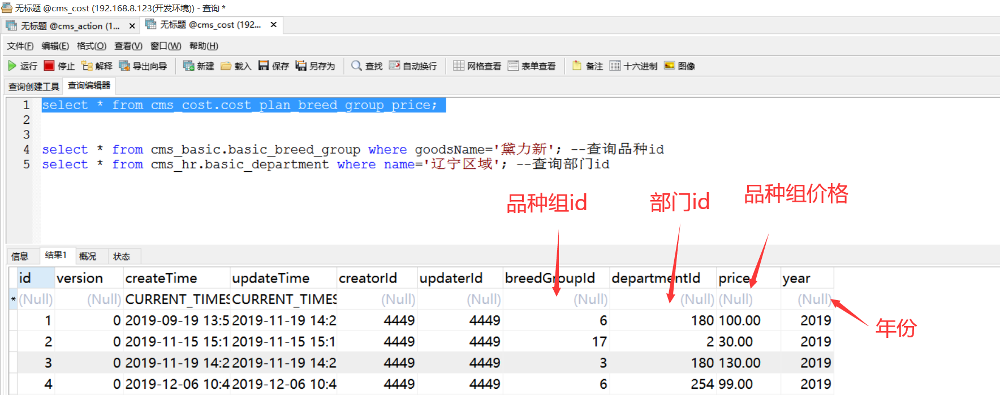 无标题 @cms_cost (192.168.8.123(开发环境)) - 查询 *
无标题 @cms_action (1... × 无标题 @cms_cost (192... ×
文件(F) 编辑(E) 格式(O) 查看(V) 窗口(W) 帮助(H)
运行 停止 解释 导出向导 新建 载入 保存 另存为 查找 自动换行 网格查看 表单查看 备注 十六进制 图像
查询创建工具 查询编辑器
1 select * from cms_cost.cost_plan_breed_group_price;
2
3
4 select * from cms_basic.basic_breed_group where goodsName='黛力新'; --查询品种id
5 select * from cms_hr.basic_department where name='辽宁区域'; --查询部门id
品种组id 部门id 品种组价格
信息 结果1 概况 状态
id version createTime updateTime creatorId updaterId breedGroupId departmentId price year
* (Null) (Null) CURRENT_TIMES CURRENT_TIMES (Null) (Null) (Null) (Null) (Null) (Null)
1 0 2019-09-19 13:5 2019-11-19 14:2 4449 4449 6 180 100.00 2019
年份
2 0 2019-11-15 15:1 2019-11-15 15:1 4449 4449 17 2 30.00 2019
3 0 2019-11-19 14:2 2019-11-19 14:2 4449 4449 3 180 130.00 2019
4 0 2019-12-06 10:4 2019-12-06 10:4 4449 4449 6 254 99.00 2019